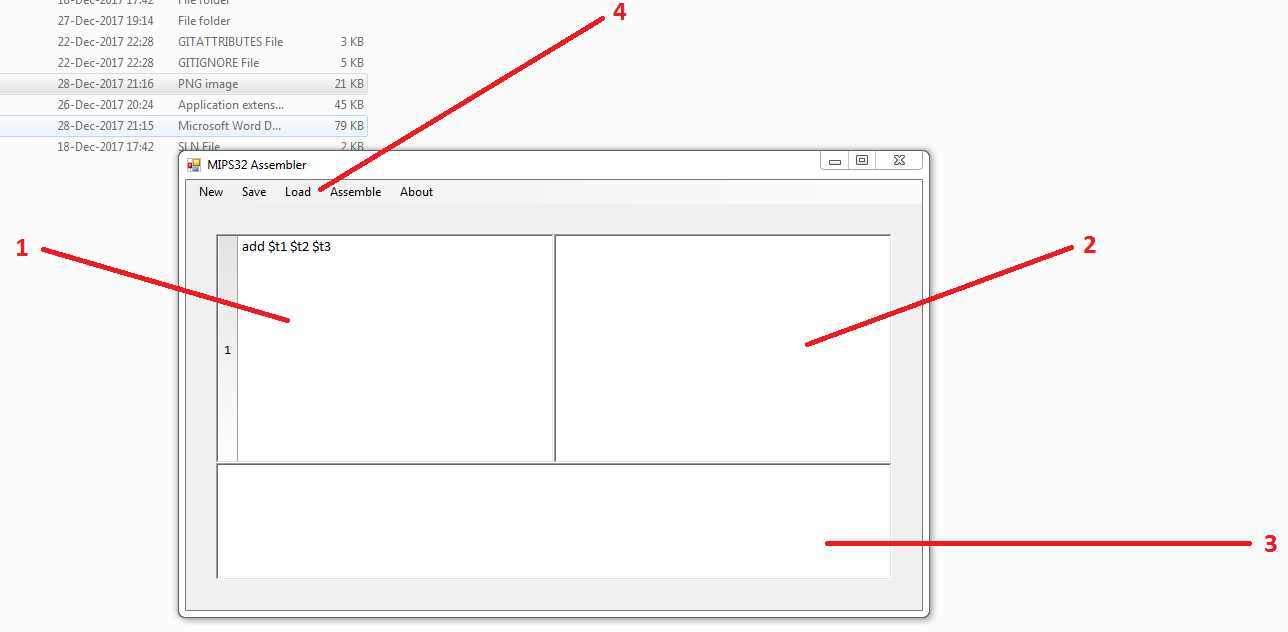 18-Dec-2017 17:42 File folder
4
27-Dec-2017 19:14 File folder
22-Dec-2017 22:28 GITATTRIBUTES File 3 KB
22-Dec-2017 22:28 GITIGNORE File 5 KB
28-Dec-2017 21:16 PNG image 21 KB
26-Dec-2017 20:24 Application extens... 45 KB
28-Dec-2017 21:15 Microsoft Word D... 79 KB
18-Dec-2017 17:42 SLN File 2 KB
MIPS32 Assembler
New Save Load Assemble About
1
add $t1 $t2 $t3
2
1
3